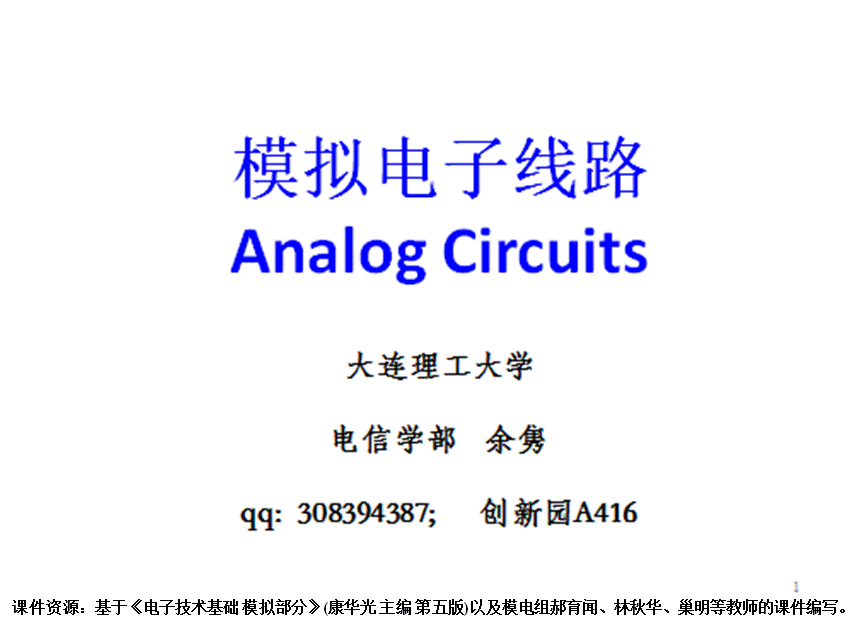 模拟电子线路
Analog Circuits
大连理工大学
电信学部 余隽
qq: 308394387; 创新园A416
1
课件资源：基于《电子技术基础 模拟部分》(康华光 主编 第五版)以及模电组郝育闻、林秋华、巢明等教师的课件编写。